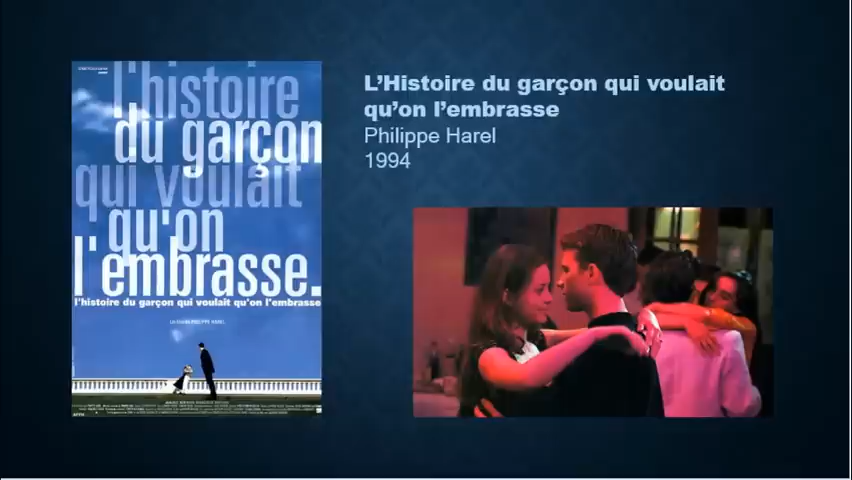 l'histoire
du garçon
qui voulait
qu'on
l'embrasse.
l'histoire du garçon qui voulait qu'on l'embrasse
L'Histoire du garçon qui voulait
qu'on l'embrasse
Philippe Harel
1994